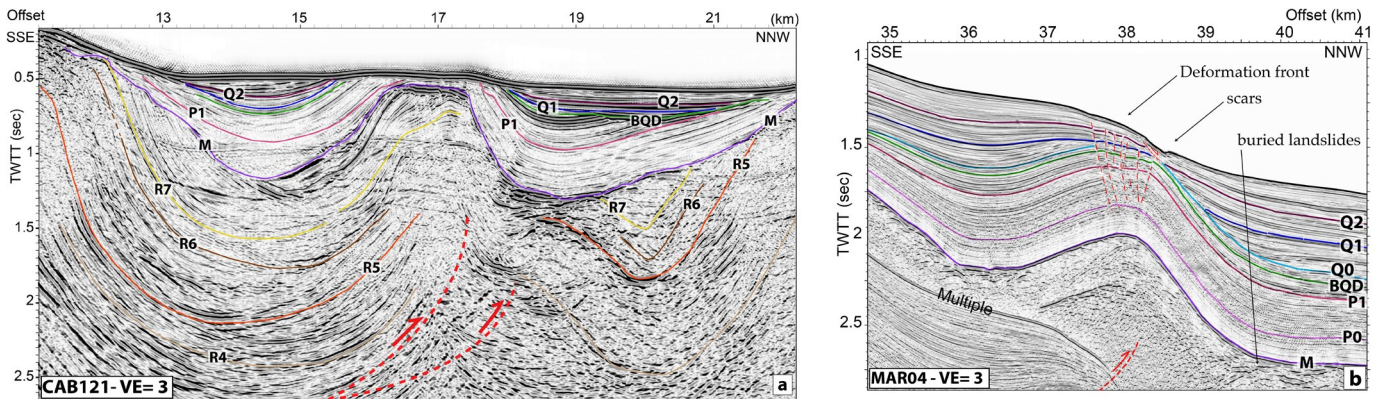 Offset 13 15 17 19 21 (km)
SSE NNW
0.5
Q2 Q1 Q2
P1 BQD
P1 M
M
TWTT (sec)
1
R5
R7 R7 R6
1.5
R6
R5
2
R4
2.5
CAB121- VE= 3 a
Offset (km)
35 36 37 38 39 40 41
1 SSE NNW
Deformation front
scars
buried landslides
1.5
TWTT (sec)
2
Q2
Q1
Q0
BQD
P1
Multiple
2.5
P0
M
MAR04 - VE= 3 b